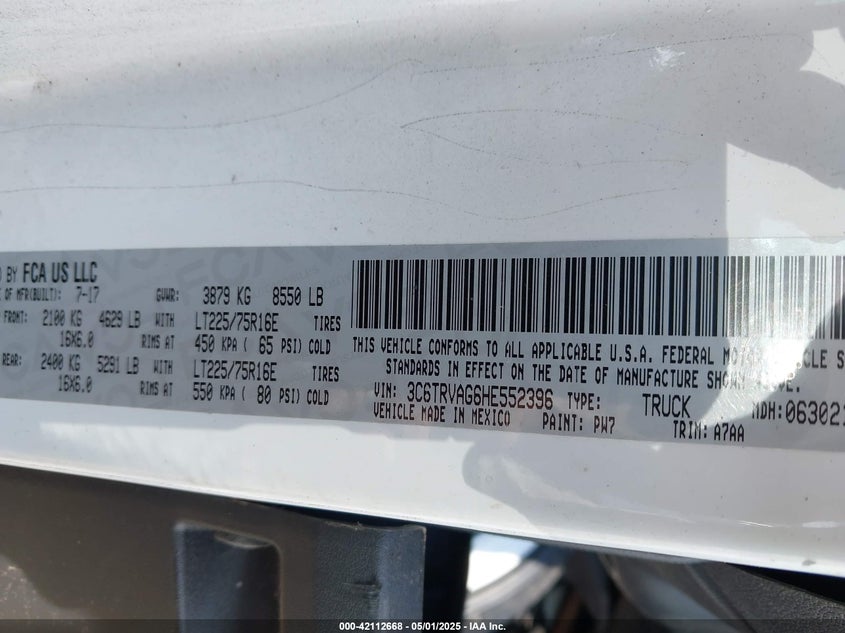 BY FCA US LLC
OF MFR(BUILT): 7-17 GVWR: 3879 KG 8550 LB
FRONT: 2100 KG 4629 LB WITH LT225/75R16E TIRES
16X6.0 RIMS AT 450 KPA ( 65 PSI) COLD
REAR: 2400 KG 5291 LB WITH LT225/75R16E TIRES
16X6.0 RIMS AT 550 KPA ( 80 PSI) COLD
THIS VEHICLE CONFORMS TO ALL APPLICABLE U.S.A. FEDERAL MOTOR VEHICLE S
STANDARDS IN EFFECT ON THE DATE OF MANUFACTURE SHOWN ABOVE.
VIN: 3C6TRVAG6HE552396 TYPE: TRUCK MDH: 063021
VEHICLE MADE IN MEXICO PAINT: PW7 TRIM: A7AA
000-42112668 - 05/01/2025 - IAA Inc.